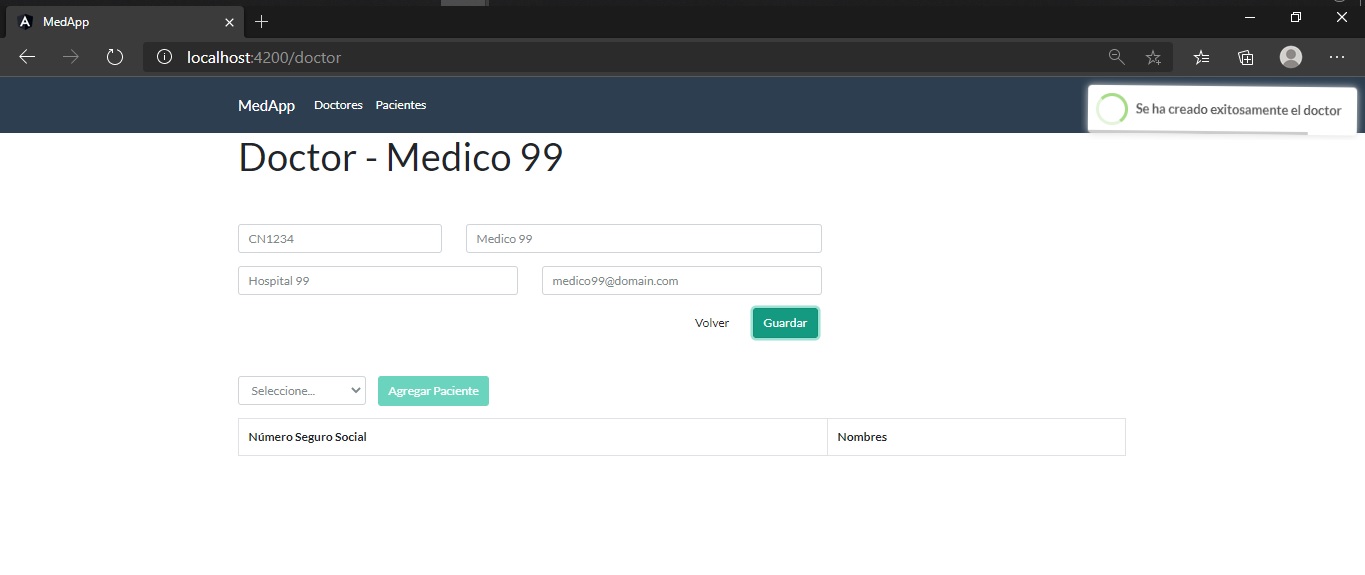 MedApp
localhost:4200/doctor
MedApp Doctores Pacientes
Se ha creado exitosamente el doctor
Doctor - Medico 99
CN1234 Medico 99
Hospital 99 medico99@domain.com
Volver Guardar
Seleccione... Agregar Paciente
Número Seguro Social Nombres